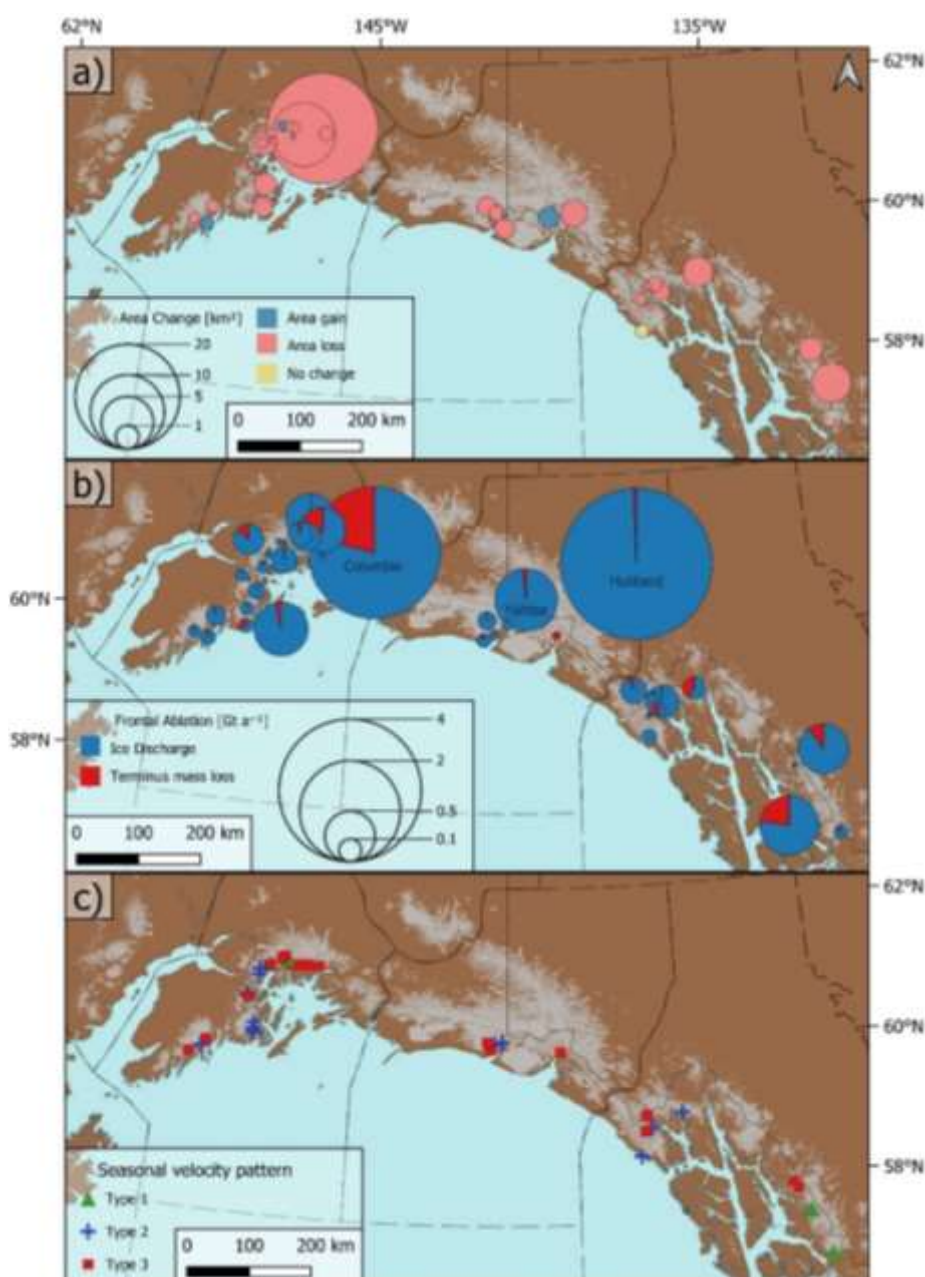 62°N 145°W 135°W
a)
62°N
60°N
58°N
Area Change [km²]
20
10
5
1
Area gain
Area loss
No change
0 100 200 km
b)
Columbia
Hubbard
60°N
58°N
Frontal Ablation [Gt a⁻¹]
Ice Discharge
Terminus mass loss
4
2
0.5
0.1
0 100 200 km
c)
62°N
60°N
58°N
Seasonal velocity pattern
Type 1
Type 2
Type 3
0 100 200 km